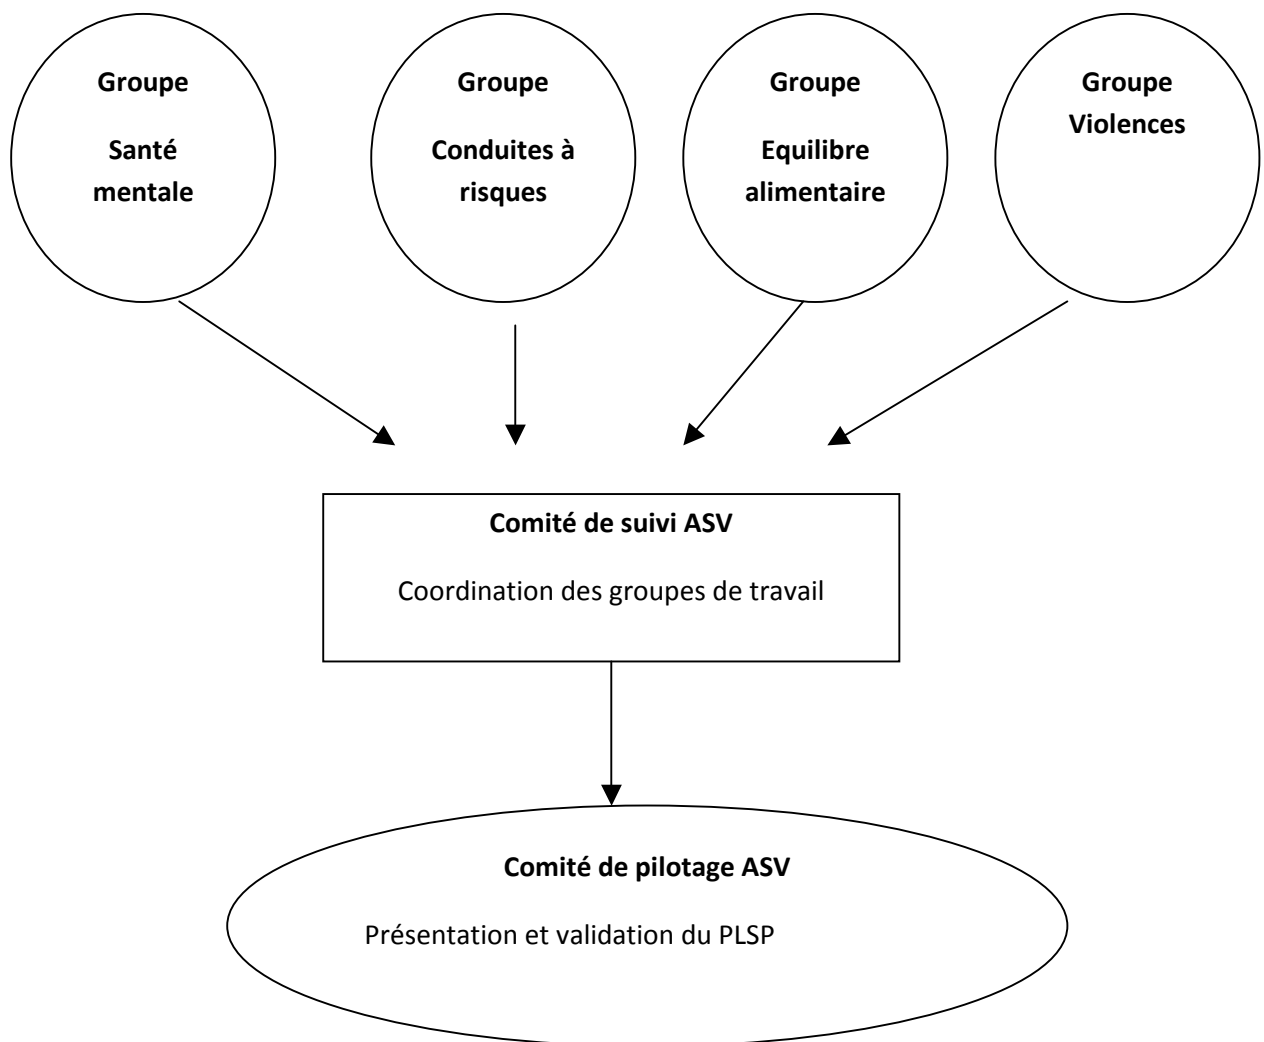 Groupe
Santé
mentale
Groupe
Conduites à
risques
Groupe
Equilibre
alimentaire
Groupe
Violences
Comité de suivi ASV
Coordination des groupes de travail
Comité de pilotage ASV
Présentation et validation du PLSP